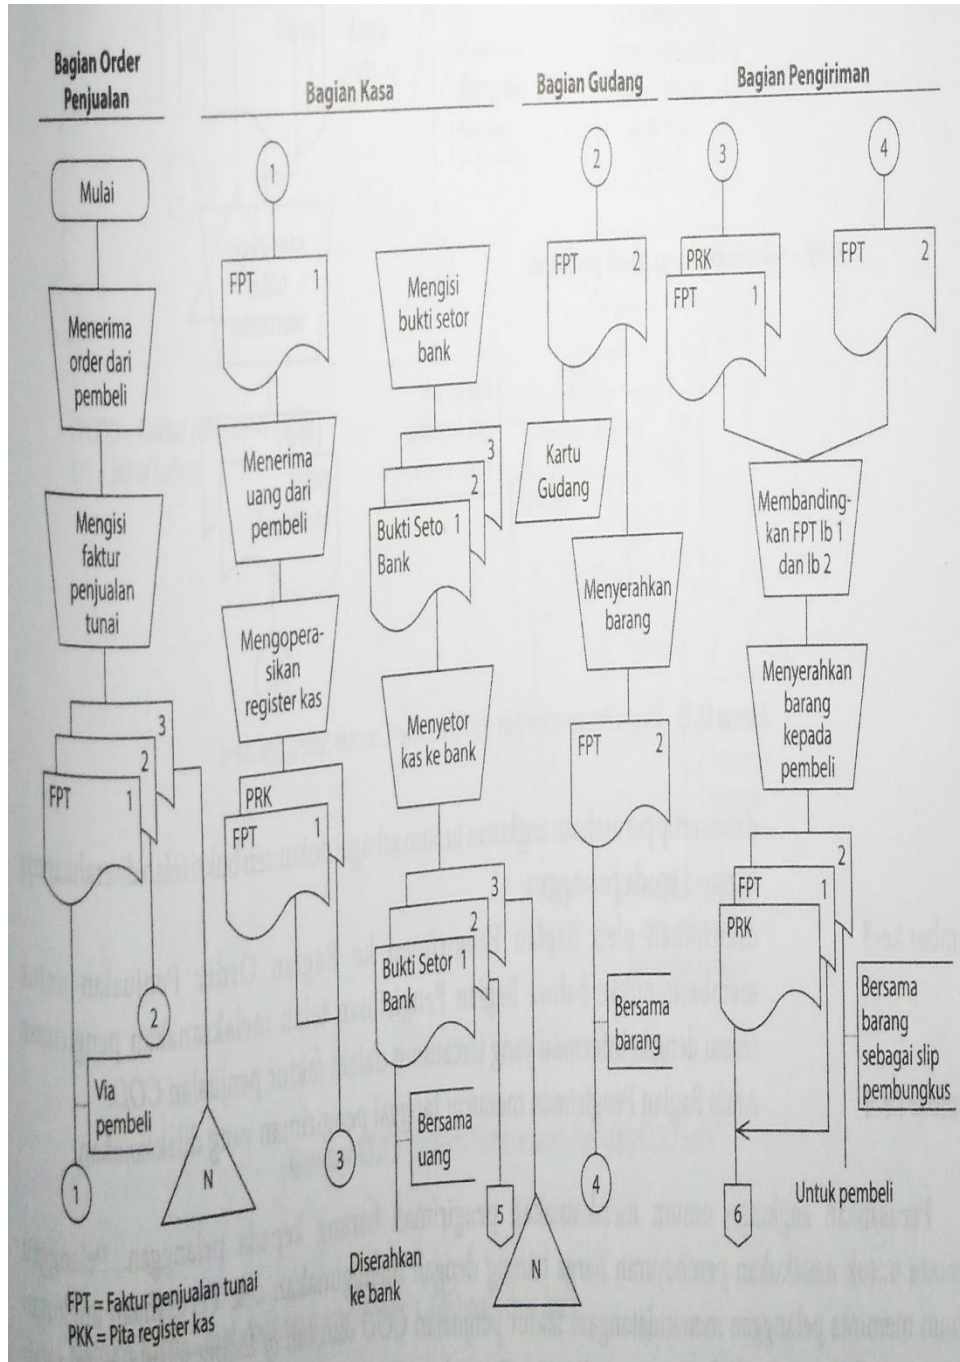 Bagian Order
Penjualan
Bagian Kasa
Bagian Gudang
Bagian Pengiriman
Mulai
Menerima
order dari
pembeli
Mengisi
faktur
penjualan
tunai
3
2
FPT 1
Via
pembeli
1
2
N
1
FPT 1
Menerima
uang dari
pembeli
Mengopera-
sikan
register kas
PRK
FPT 1
3
Mengisi
bukti setor
bank
3
2
Bukti Seto 1
Bank
Menyetor
kas ke bank
3
2
Bukti Setor 1
Bank
Bersama
uang
Diserahkan
ke bank
5
N
2
FPT 2
Kartu
Gudang
Menyerahkan
barang
FPT 2
Bersama
barang
4
3
PRK
FPT 1
4
FPT 2
Membanding-
kan FPT lb 1
dan lb 2
Menyerahkan
barang
kepada
pembeli
2
FPT 1
PRK
Bersama
barang
sebagai slip
pembungkus
6
Untuk pembeli
FPT = Faktur penjualan tunai
PKK = Pita register kas